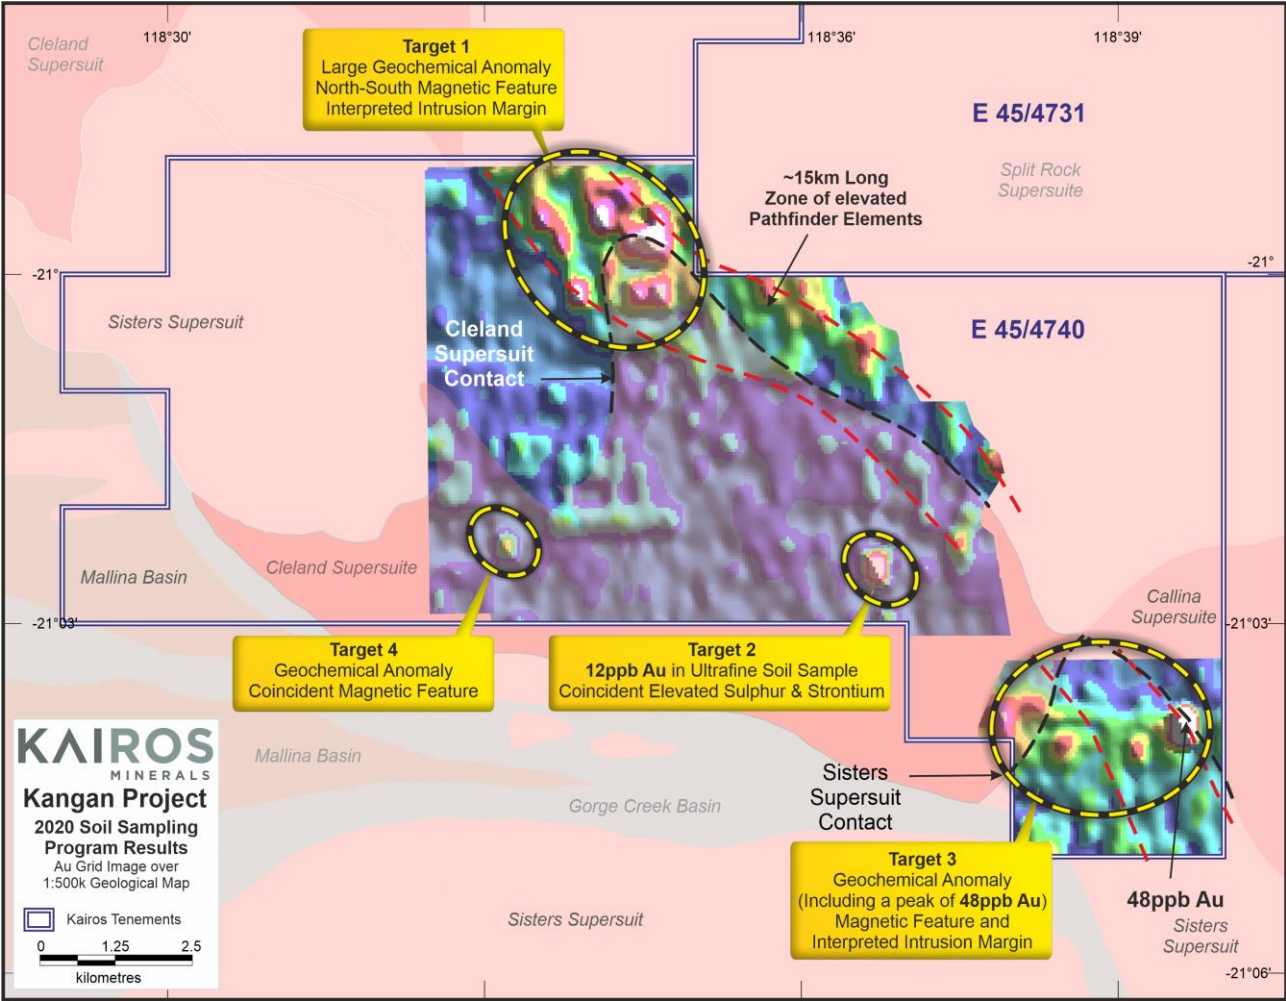 118°30'
118°36'
118°39'
Cleland
Supersuit
Target 1
Large Geochemical Anomaly
North-South Magnetic Feature
Interpreted Intrusion Margin
E 45/4731
Split Rock
Supersuite
~15km Long
Zone of elevated
Pathfinder Elements
-21°
-21°
Sisters Supersuit
E 45/4740
Cleland
Supersuit
Contact
Mallina Basin
Cleland Supersuite
Callina
Supersuite
-21°03'
-21°03'
Target 4
Geochemical Anomaly
Coincident Magnetic Feature
Target 2
12ppb Au in Ultrafine Soil Sample
Coincident Elevated Sulphur & Strontium
KAIROS
MINERALS
Kangan Project
2020 Soil Sampling
Program Results
Au Grid Image over
1:500k Geological Map
Kairos Tenements
0 1.25 2.5
kilometres
Mallina Basin
Gorge Creek Basin
Sisters
Supersuit
Contact
Target 3
Geochemical Anomaly
(Including a peak of 48ppb Au)
Magnetic Feature and
Interpreted Intrusion Margin
48ppb Au
Sisters
Supersuit
Sisters Supersuit
-21°06'